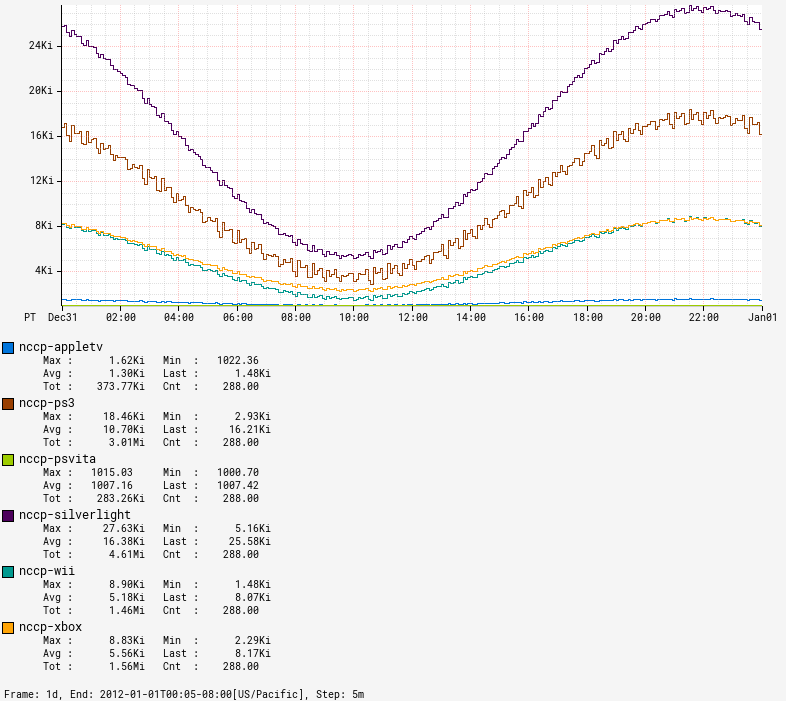 24Ki
20Ki
16Ki
12Ki
8Ki
4Ki
PT Dec31 02:00 04:00 06:00 08:00 10:00 12:00 14:00 16:00 18:00 20:00 22:00 Jan01
nccp-appletv
Max : 1.62Ki Min : 1022.36
Avg : 1.30Ki Last : 1.48Ki
Tot : 373.77Ki Cnt : 288.00
nccp-ps3
Max : 18.46Ki Min : 2.93Ki
Avg : 10.70Ki Last : 16.21Ki
Tot : 3.01Mi Cnt : 288.00
nccp-psvita
Max : 1015.03 Min : 1000.70
Avg : 1007.16 Last : 1007.42
Tot : 283.26Ki Cnt : 288.00
nccp-silverlight
Max : 27.63Ki Min : 5.16Ki
Avg : 16.38Ki Last : 25.58Ki
Tot : 4.61Mi Cnt : 288.00
nccp-wii
Max : 8.90Ki Min : 1.48Ki
Avg : 5.18Ki Last : 8.07Ki
Tot : 1.46Mi Cnt : 288.00
nccp-xbox
Max : 8.83Ki Min : 2.29Ki
Avg : 5.56Ki Last : 8.17Ki
Tot : 1.56Mi Cnt : 288.00
Frame: 1d, End: 2012-01-01T00:05-08:00[US/Pacific], Step: 5m